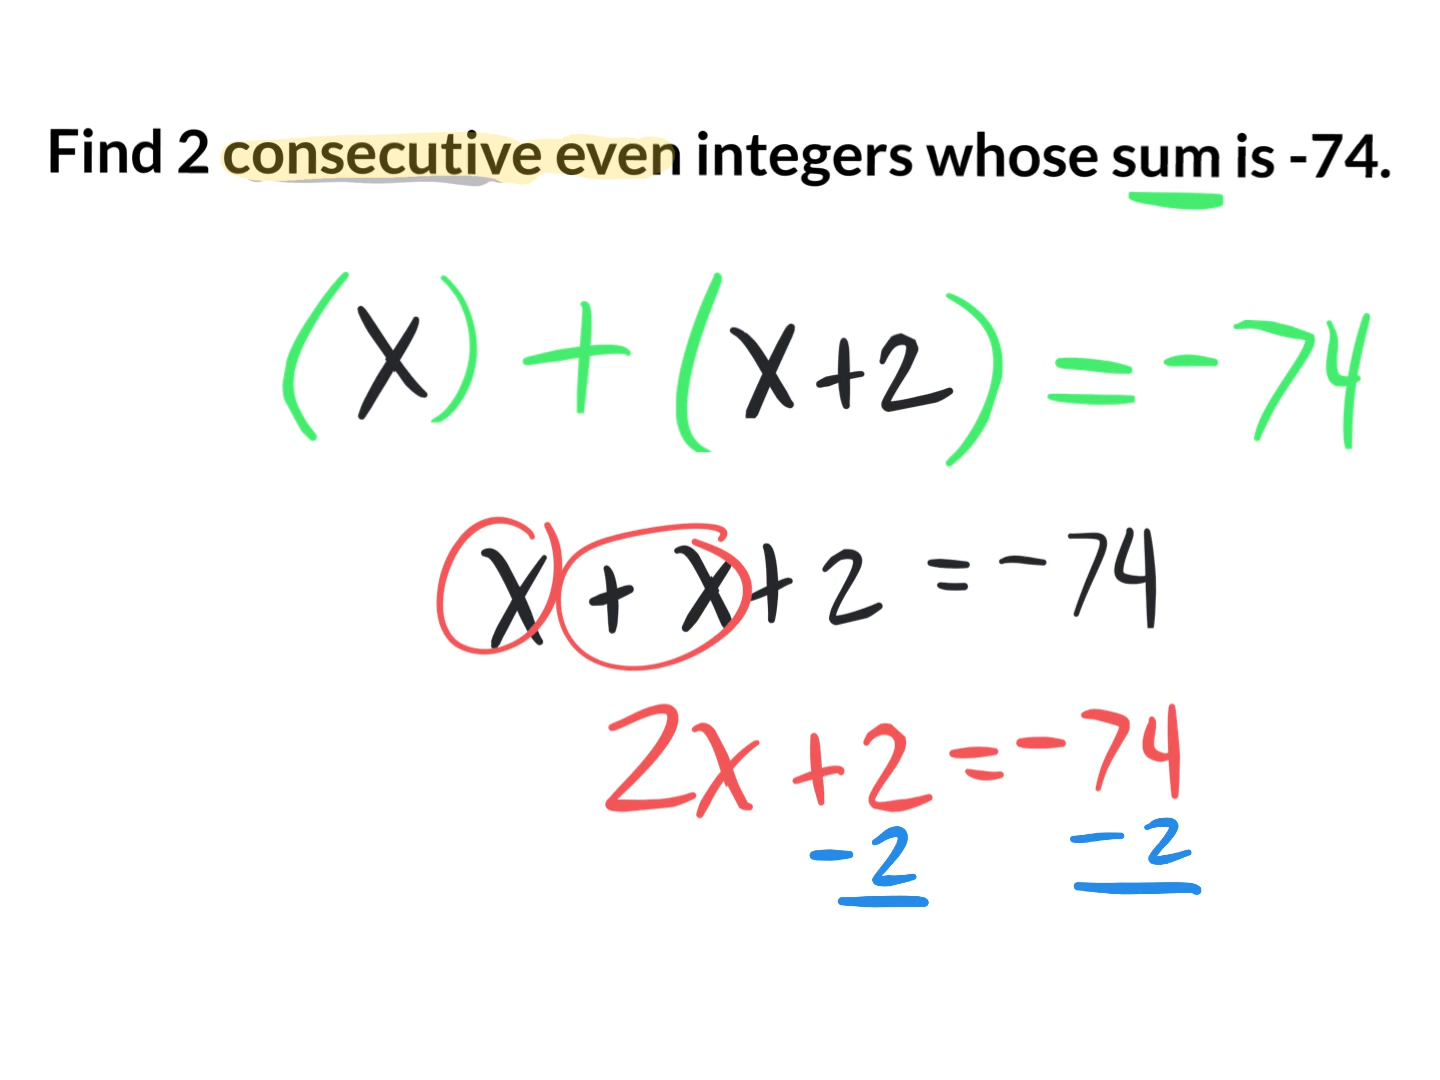 Find 2 consecutive even integers whose sum is -74.
(x) + (x+2) = -74
x + x + 2 = -74
2x + 2 = -74
-2 -2